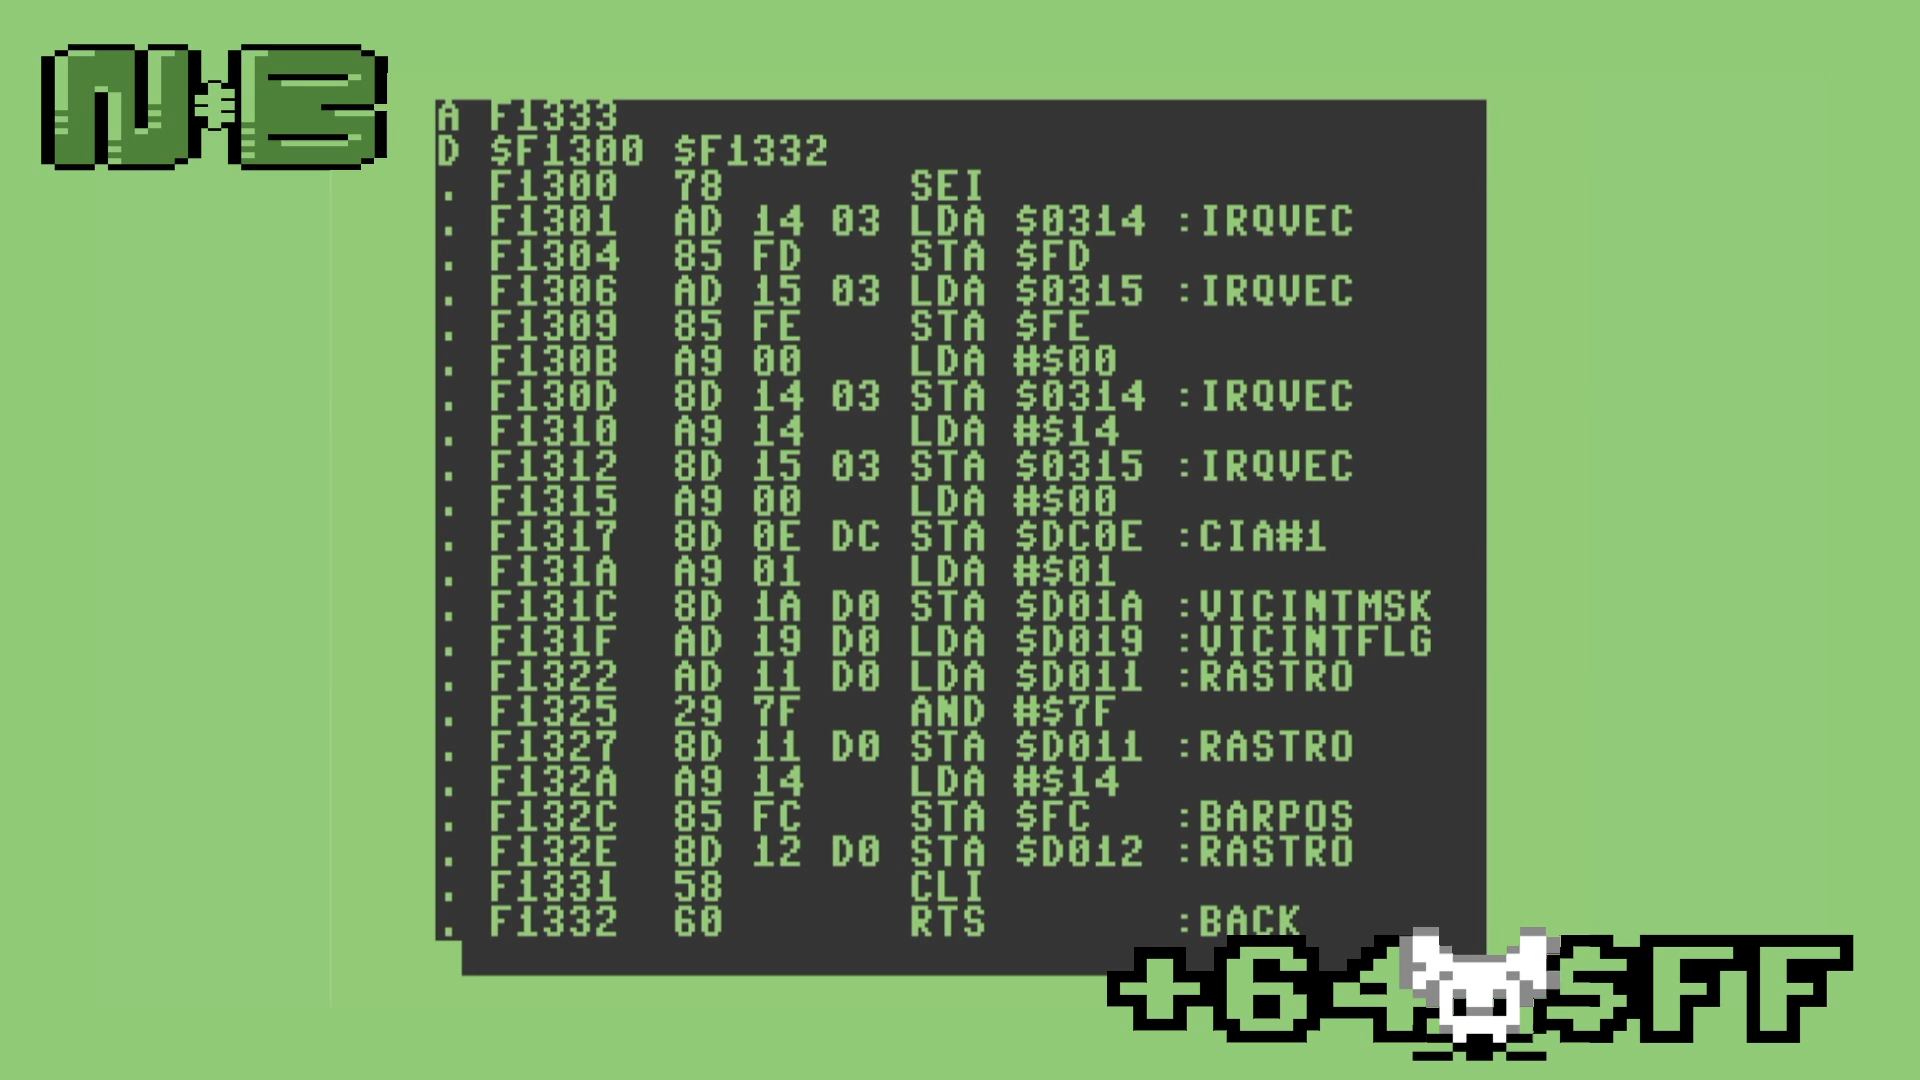 N+B
A F1333
D $F1300 $F1332
. F1300 78 SEI
. F1301 AD 14 03 LDA $0314 :IRQVEC
. F1304 85 FD STA $FD
. F1306 AD 15 03 LDA $0315 :IRQVEC
. F1309 85 FE STA $FE
. F130B A9 00 LDA #$00
. F130D 8D 14 03 STA $0314 :IRQVEC
. F1310 A9 14 LDA #$14
. F1312 8D 15 03 STA $0315 :IRQVEC
. F1315 A9 00 LDA #$00
. F1317 8D 0E DC STA $DC0E :CIA#1
. F131A A9 01 LDA #$01
. F131C 8D 1A D0 STA $D01A :VICINTMSK
. F131F AD 19 D0 LDA $D019 :VICINTFLG
. F1322 AD 11 D0 LDA $D011 :RASTRO
. F1325 29 7F AND #$7F
. F1327 8D 11 D0 STA $D011 :RASTRO
. F132A A9 14 LDA #$14
. F132C 85 FC STA $FC :BARPOS
. F132E 8D 12 D0 STA $D012 :RASTRO
. F1331 58 CLI
. F1332 60 RTS :BACK
+64 $FF